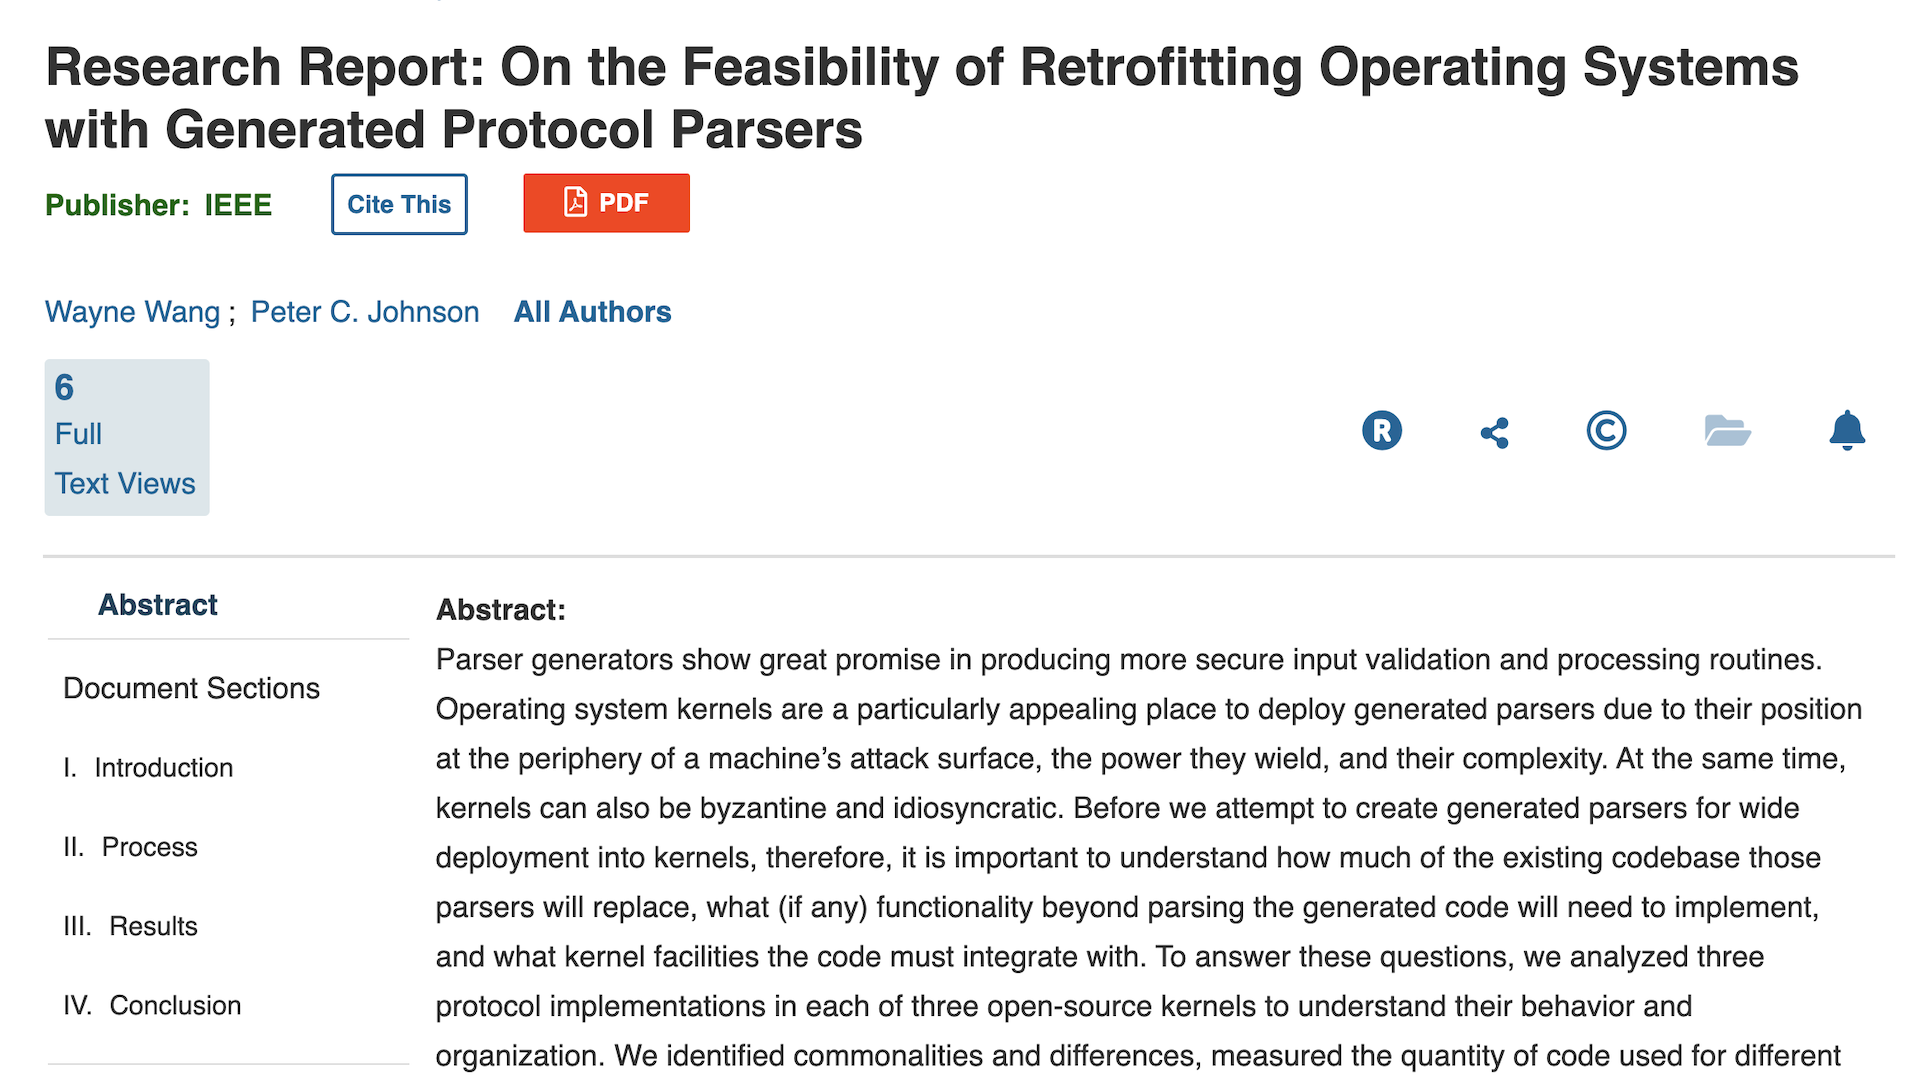 Research Report: On the Feasibility of Retrofitting Operating Systems
with Generated Protocol Parsers
Publisher: IEEE
Cite This
PDF
Wayne Wang ; Peter C. Johnson All Authors
6
Full
Text Views
R
©
Abstract
Document Sections
I. Introduction
II. Process
III. Results
IV. Conclusion
Abstract:
Parser generators show great promise in producing more secure input validation and processing routines.
Operating system kernels are a particularly appealing place to deploy generated parsers due to their position
at the periphery of a machine’s attack surface, the power they wield, and their complexity. At the same time,
kernels can also be byzantine and idiosyncratic. Before we attempt to create generated parsers for wide
deployment into kernels, therefore, it is important to understand how much of the existing codebase those
parsers will replace, what (if any) functionality beyond parsing the generated code will need to implement,
and what kernel facilities the code must integrate with. To answer these questions, we analyzed three
protocol implementations in each of three open-source kernels to understand their behavior and
organization. We identified commonalities and differences, measured the quantity of code used for different